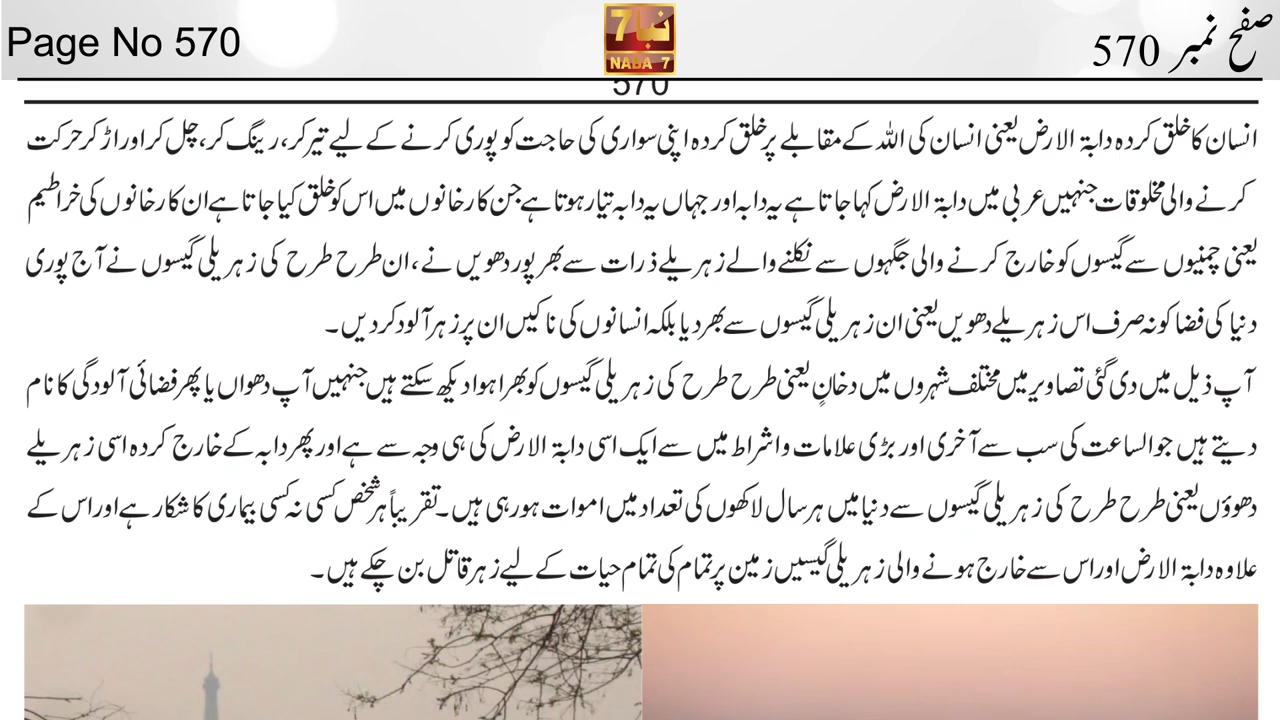 Page No 570
نبا 7
NABA 7
صفح نمبر 570
570
انسان کا خلق کردہ دابۃ الارض یعنی انسان کی اللہ کے مقابلے پر خلق کردہ اپنی سواری کی حاجت کو پوری کرنے کے لیے تیر کر، رینگ کر، چل کر اور اڑ کر حرکت
کرنے والی مخلوقات جنہیں عربی میں دابۃ الارض کہا جاتا ہے یہ دابہ اور جہاں یہ دابہ تیار ہوتا ہے جن کارخانوں میں اس کو خلق کیا جاتا ہے ان کارخانوں کی خراطیم
یعنی چمنیوں سے گیسوں کو خارج کرنے والی جگہوں سے نکلنے والے زہریلے ذرات سے بھرپور دھویں نے، ان طرح طرح کی زہریلی گیسوں نے آج پوری
دنیا کی فضا کو نہ صرف اس زہریلے دھویں یعنی ان زہریلی گیسوں سے بھر دیا بلکہ انسانوں کی ناکیں ان پر زہر آلود کر دیں۔
آپ ذیل میں دی گئی تصاویر میں مختلف شہروں میں دخانٍ یعنی طرح طرح کی زہریلی گیسوں کو بھرا ہوا دیکھ سکتے ہیں جنہیں آپ دھواں یا پھر فضائی آلودگی کا نام
دیتے ہیں جو الساعت کی سب سے آخری اور بڑی علامات و اشراط میں سے ایک اسی دابۃ الارض کی ہی وجہ سے ہے اور پھر دابہ کے خارج کردہ اسی زہریلے
دھوؤں یعنی طرح طرح کی زہریلی گیسوں سے دنیا میں ہر سال لاکھوں کی تعداد میں اموات ہو رہی ہیں۔ تقریباً ہر شخص کسی نہ کسی بیماری کا شکار ہے اور اس کے
علاوہ دابۃ الارض اور اس سے خارج ہونے والی زہریلی گیسیں زمین پر تمام کی تمام حیات کے لیے زہر قاتل بن چکے ہیں۔